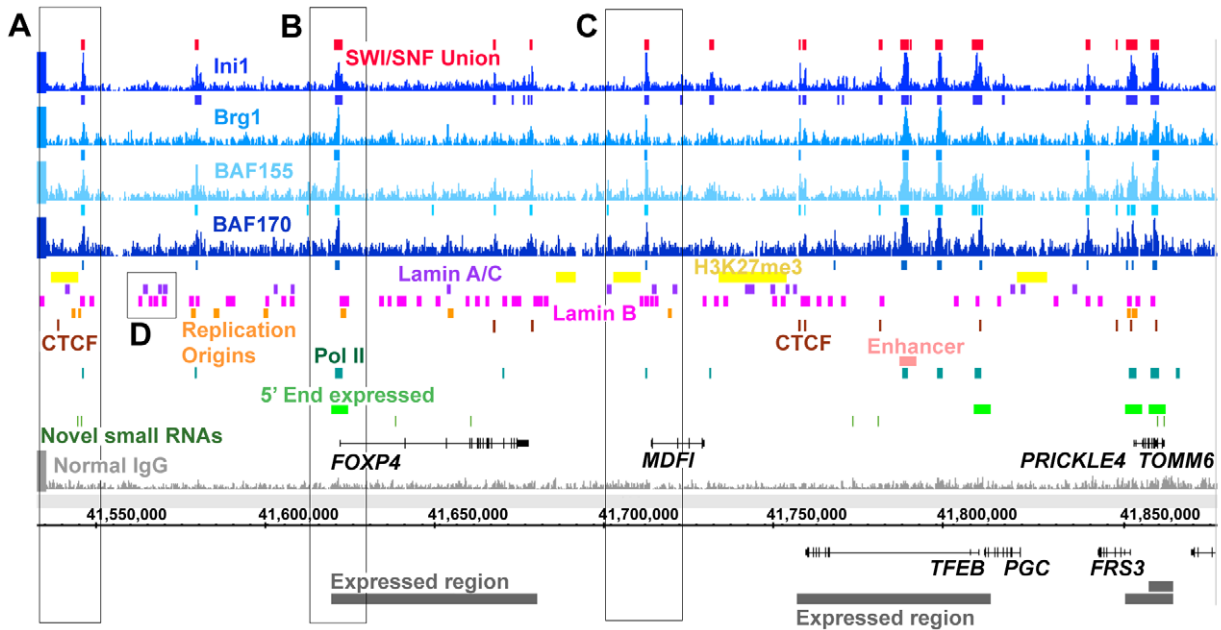 A
B
C
SWI/SNF Union
Ini1
Brg1
BAF155
BAF170
Lamin A/C
H3K27me3
D
Lamin B
CTCF
Replication
Origins
Pol II
CTCF
Enhancer
5' End expressed
Novel small RNAs
FOXP4
MDFI
PRICKLE4
TOMM6
Normal IgG
41,550,000
41,600,000
41,650,000
41,700,000
41,750,000
41,800,000
41,850,000
TFEB
PGC
FRS3
Expressed region
Expressed region